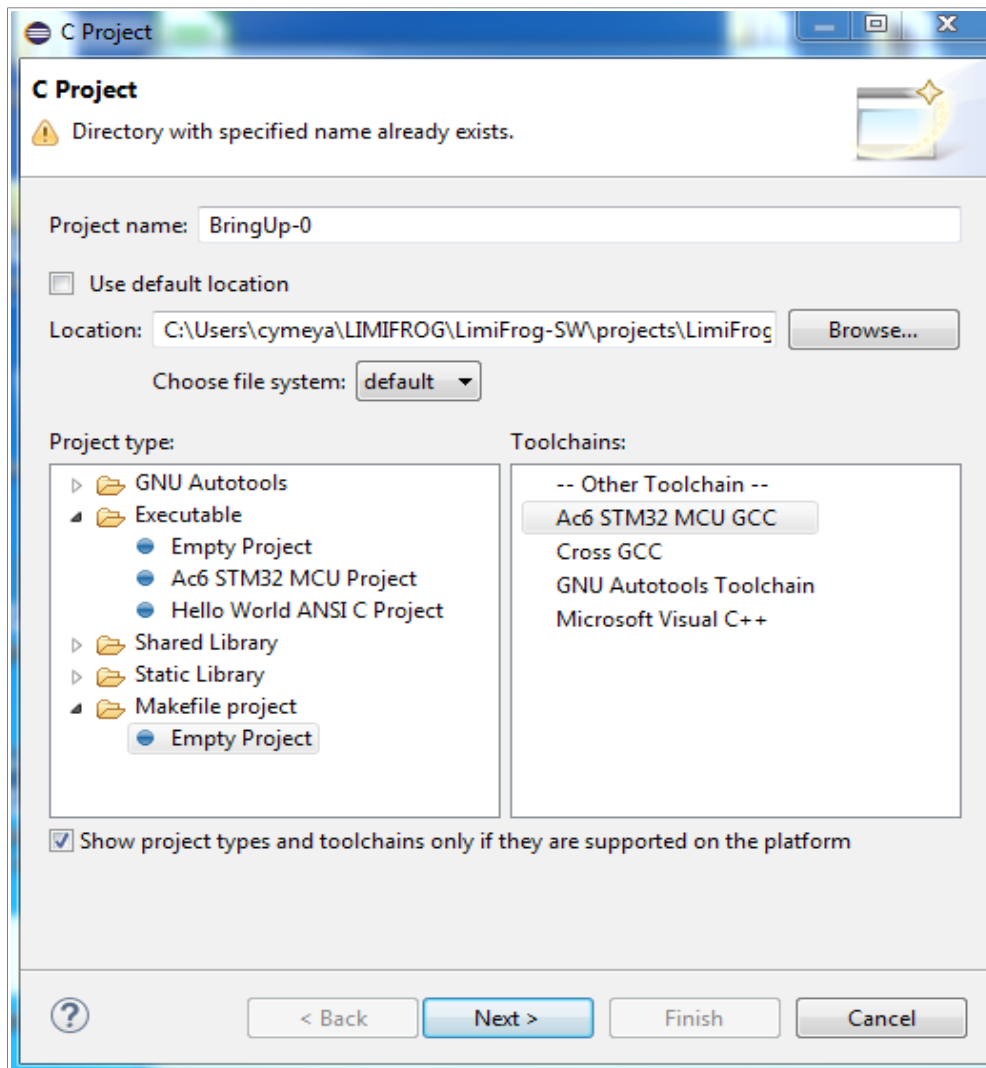 C Project
C Project
Directory with specified name already exists.
Project name: BringUp-0
Use default location
Location: C:\Users\cymeya\LIMIFROG\LimiFrog-SW\projects\LimiFrog Browse...
Choose file system: default
Project type:
GNU Autotools
Executable
Empty Project
Ac6 STM32 MCU Project
Hello World ANSI C Project
Shared Library
Static Library
Makefile project
Empty Project
Toolchains:
-- Other Toolchain --
Ac6 STM32 MCU GCC
Cross GCC
GNU Autotools Toolchain
Microsoft Visual C++
Show project types and toolchains only if they are supported on the platform
? < Back Next > Finish Cancel